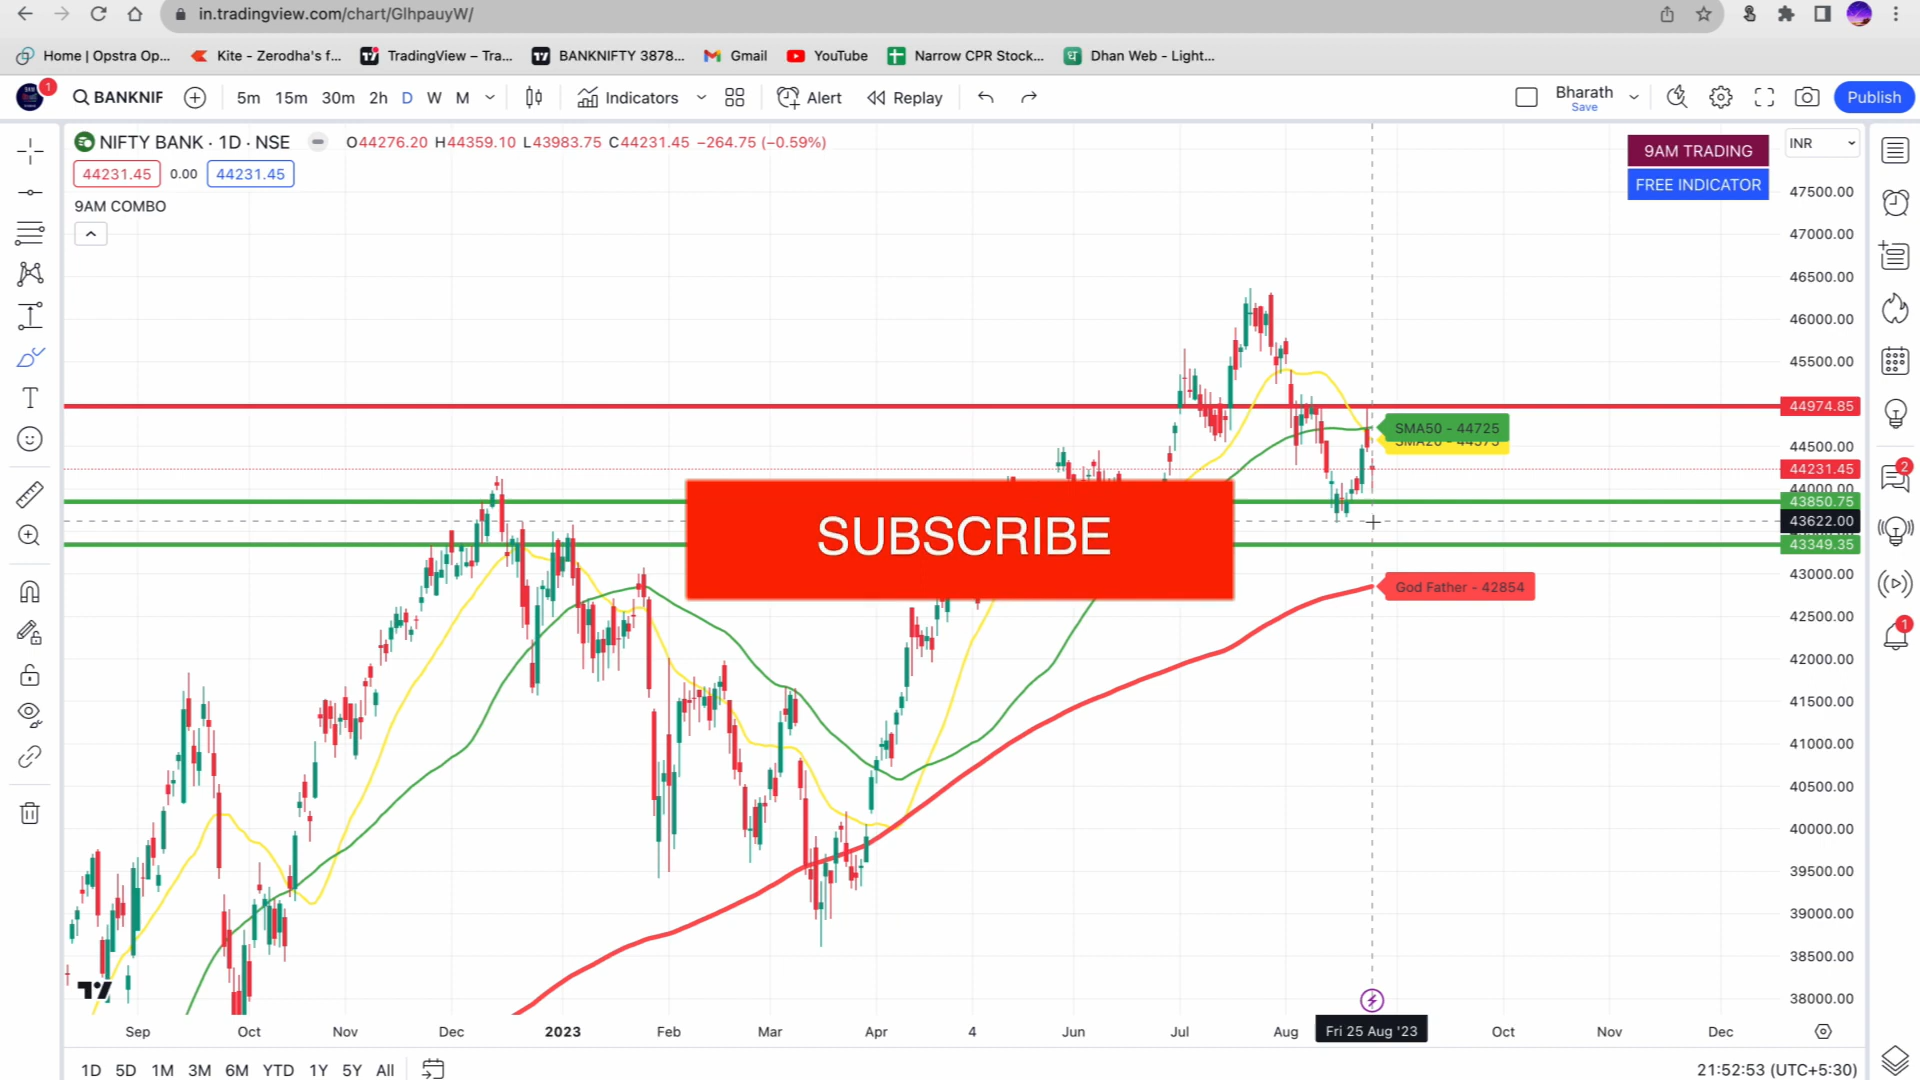 in.tradingview.com/chart/GIhpauyW/
Home | Opstra Op... Kite - Zerodha's f... TradingView – Tra... BANKNIFTY 3878... Gmail YouTube Narrow CPR Stock... Dhan Web - Light...
1 BANKNIF 5m 15m 30m 2h D W M Indicators Alert Replay Bharath Save Publish
NIFTY BANK · 1D · NSE O44276.20 H44359.10 L43983.75 C44231.45 −264.75 (−0.59%)
44231.45 0.00 44231.45
9AM COMBO
9AM TRADING
FREE INDICATOR
INR
47500.00
47000.00
46500.00
46000.00
45500.00
44974.85
SMA50 - 44725
44500.00
44231.45
44000.00
43850.75
43622.00
43349.35
SUBSCRIBE
43000.00
God Father - 42854
42500.00
42000.00
41500.00
41000.00
40500.00
40000.00
39500.00
39000.00
38500.00
38000.00
2
1
Sep Oct Nov Dec 2023 Feb Mar Apr 4 Jun Jul Aug Fri 25 Aug '23 Oct Nov Dec
1D 5D 1M 3M 6M YTD 1Y 5Y All 21:52:53 (UTC+5:30)